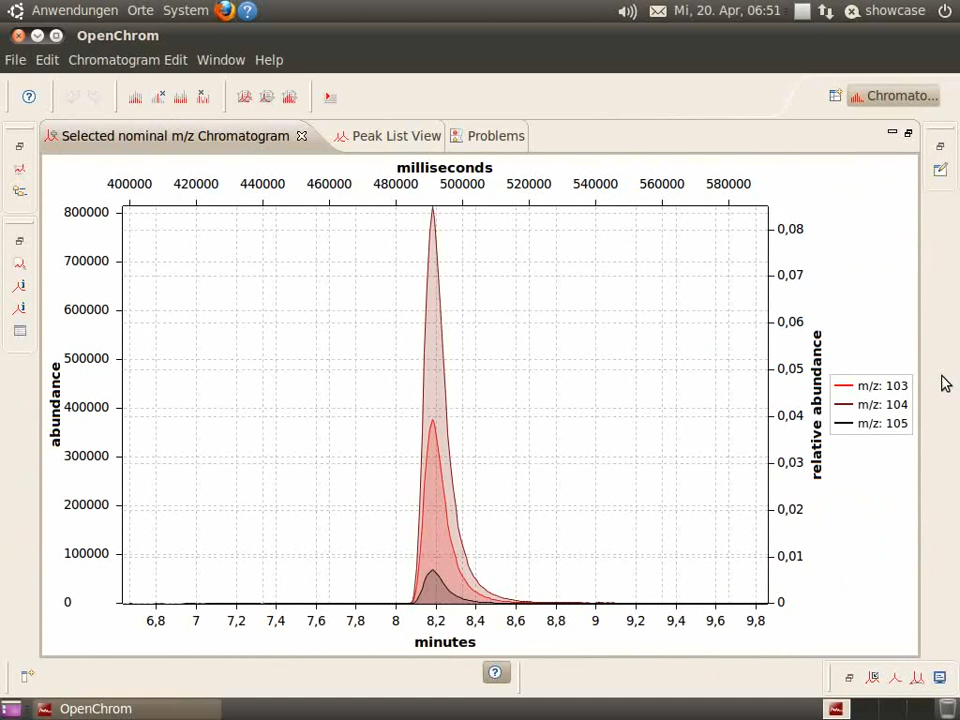 Anwendungen Orte System Mi, 20. Apr, 06:51 showcase
OpenChrom
File Edit Chromatogram Edit Window Help
Chromato...
Selected nominal m/z Chromatogram Peak List View Problems
milliseconds
400000 420000 440000 460000 480000 500000 520000 540000 560000 580000
800000
700000
600000
500000
400000
300000
200000
100000
0
abundance
0,08
0,07
0,06
0,05
0,04
0,03
0,02
0,01
0
relative abundance
m/z: 103
m/z: 104
m/z: 105
6,8 7 7,2 7,4 7,6 7,8 8 8,2 8,4 8,6 8,8 9 9,2 9,4 9,6 9,8
minutes
OpenChrom